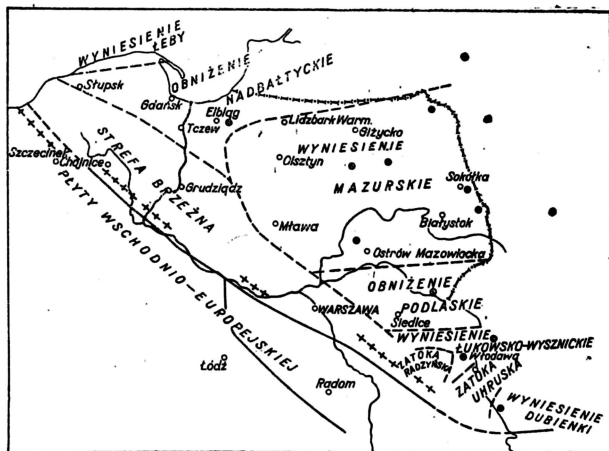 WYNIESIENIE
ŁEBY
OBNIŻENIE
NADBAŁTYCKIE
Słupsk
Gdańsk
Elbląg
Tczew
Lidzbark Warm.
Giżycko
WYNIESIENIE
Olsztyn
MAZURSKIE
Sokółka
Szczecinek
Chojnice
STREFA BRZEŻNA
PŁYTY WSCHODNIO-EUROPEJSKIEJ
Grudziądz
Mława
Białystok
Ostrów Mazowiecka
OBNIŻENIE
PODLASKIE
WARSZAWA
Siedlce
WYNIESIENIE
ŁUKOWSKO-WYSZNICKIE
ZATOKA
RADZYŃSKA
Włodawa
ZATOKA
UHRUSKA
Łódź
Radom
WYNIESIENIE
DUBIENKI